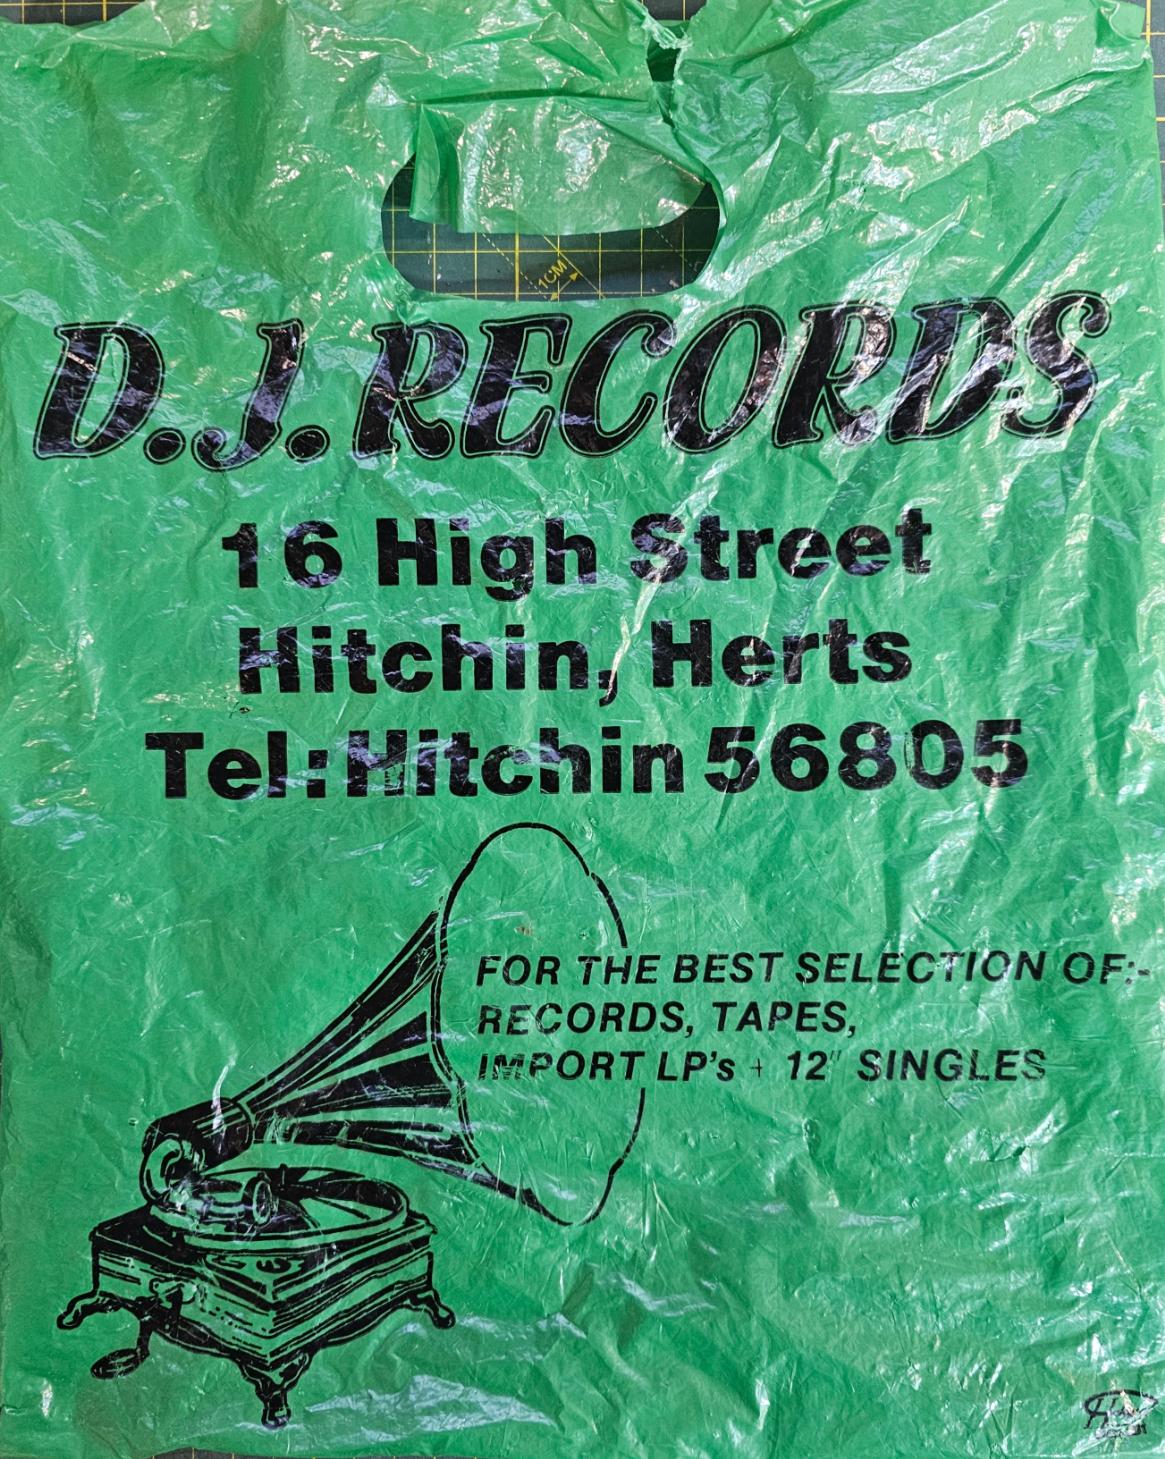 1CM
D.J. RECORDS
16 High Street
Hitchin, Herts
Tel: Hitchin 56805
FOR THE BEST SELECTION OF:-
RECORDS, TAPES,
IMPORT LP's + 12" SINGLES